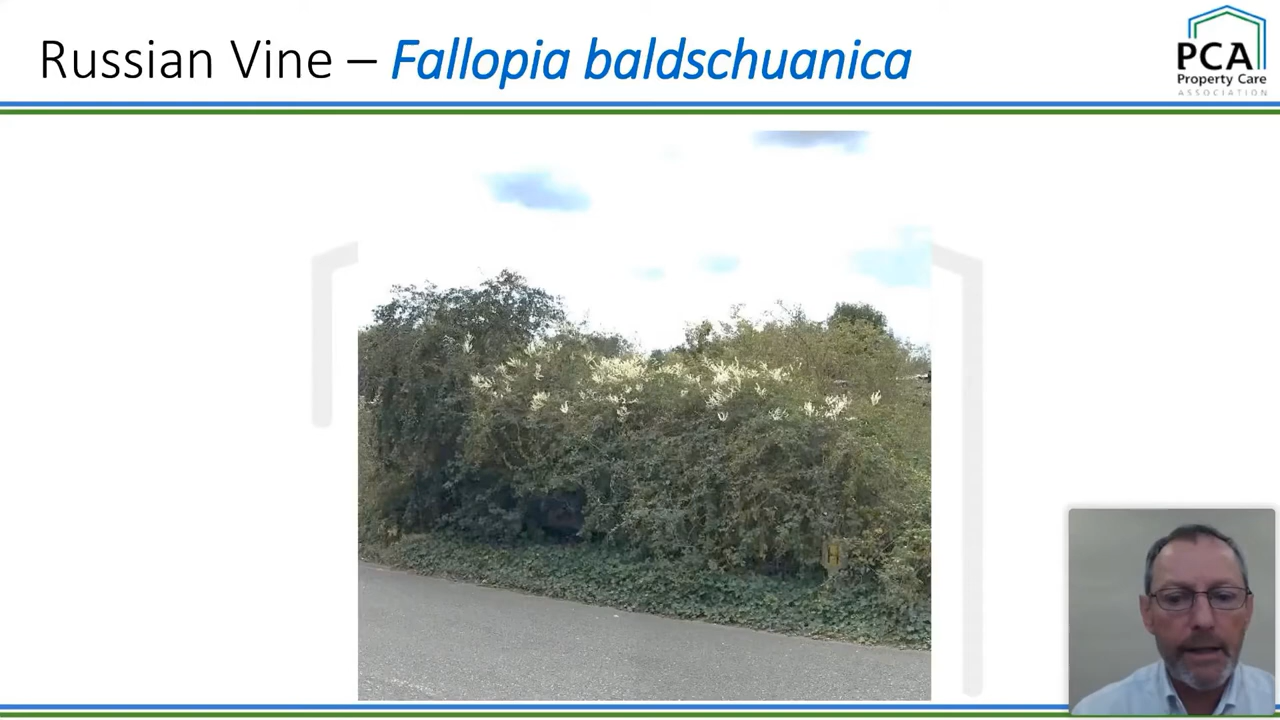 Russian Vine – Fallopia baldschuanica
PCA
Property Care
ASSOCIATION
H